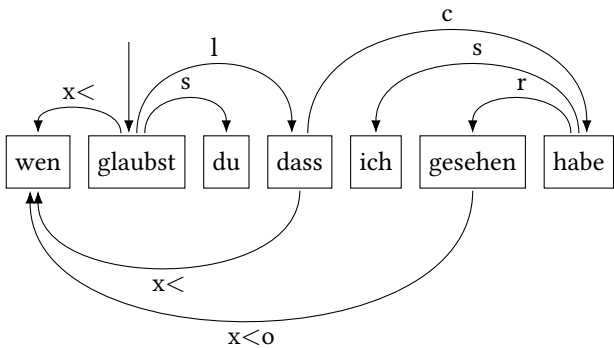 c
l s
x< s r
wen glaubst du dass ich gesehen habe
x<
x<o